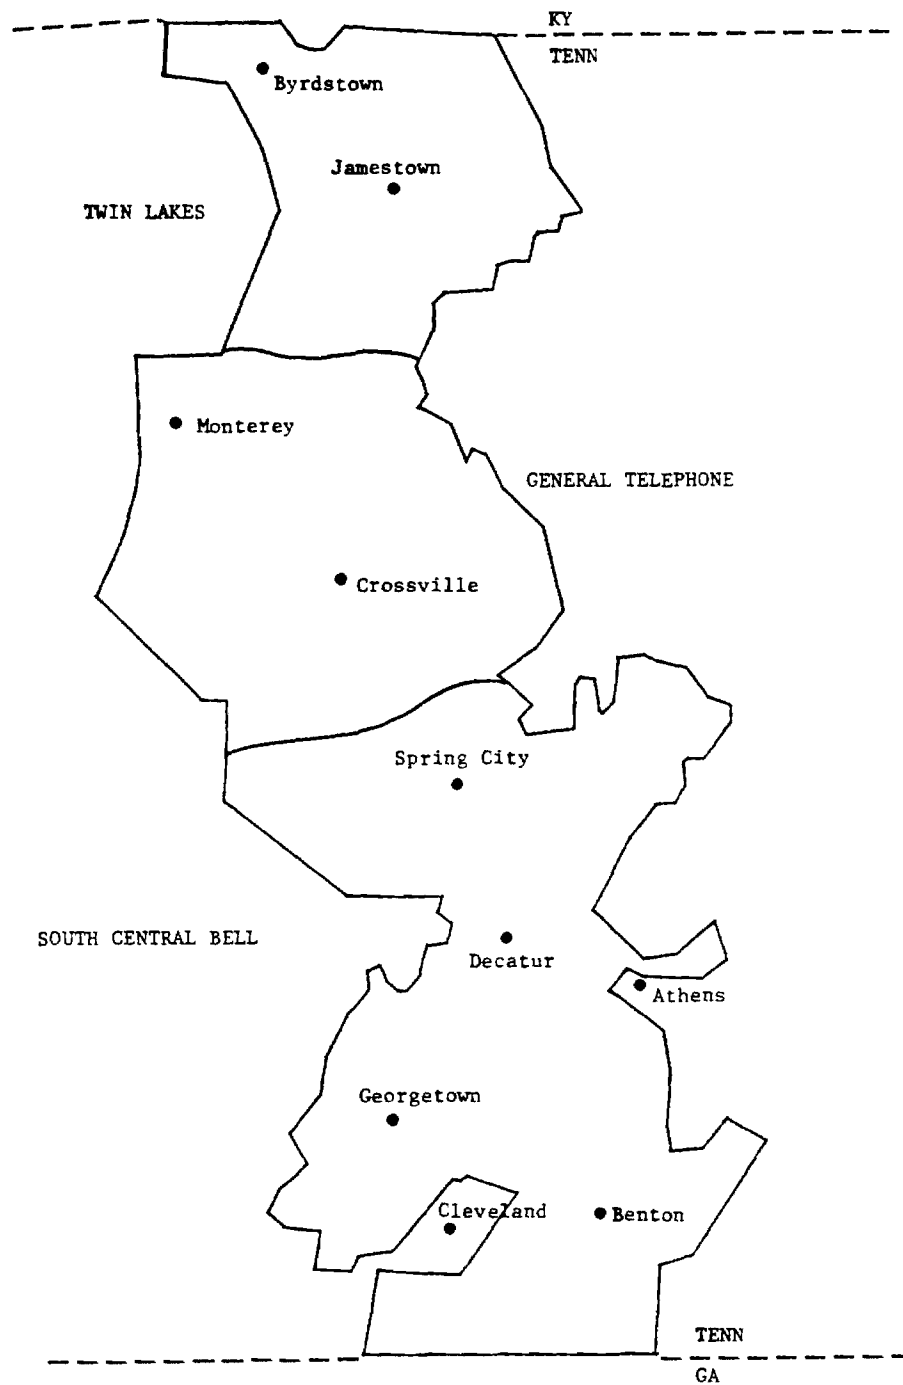 KY
TENN
Byrdstown
Jamestown
TWIN LAKES
Monterey
GENERAL TELEPHONE
Crossville
Spring City
SOUTH CENTRAL BELL
Decatur
Athens
Georgetown
Cleveland
Benton
TENN
GA